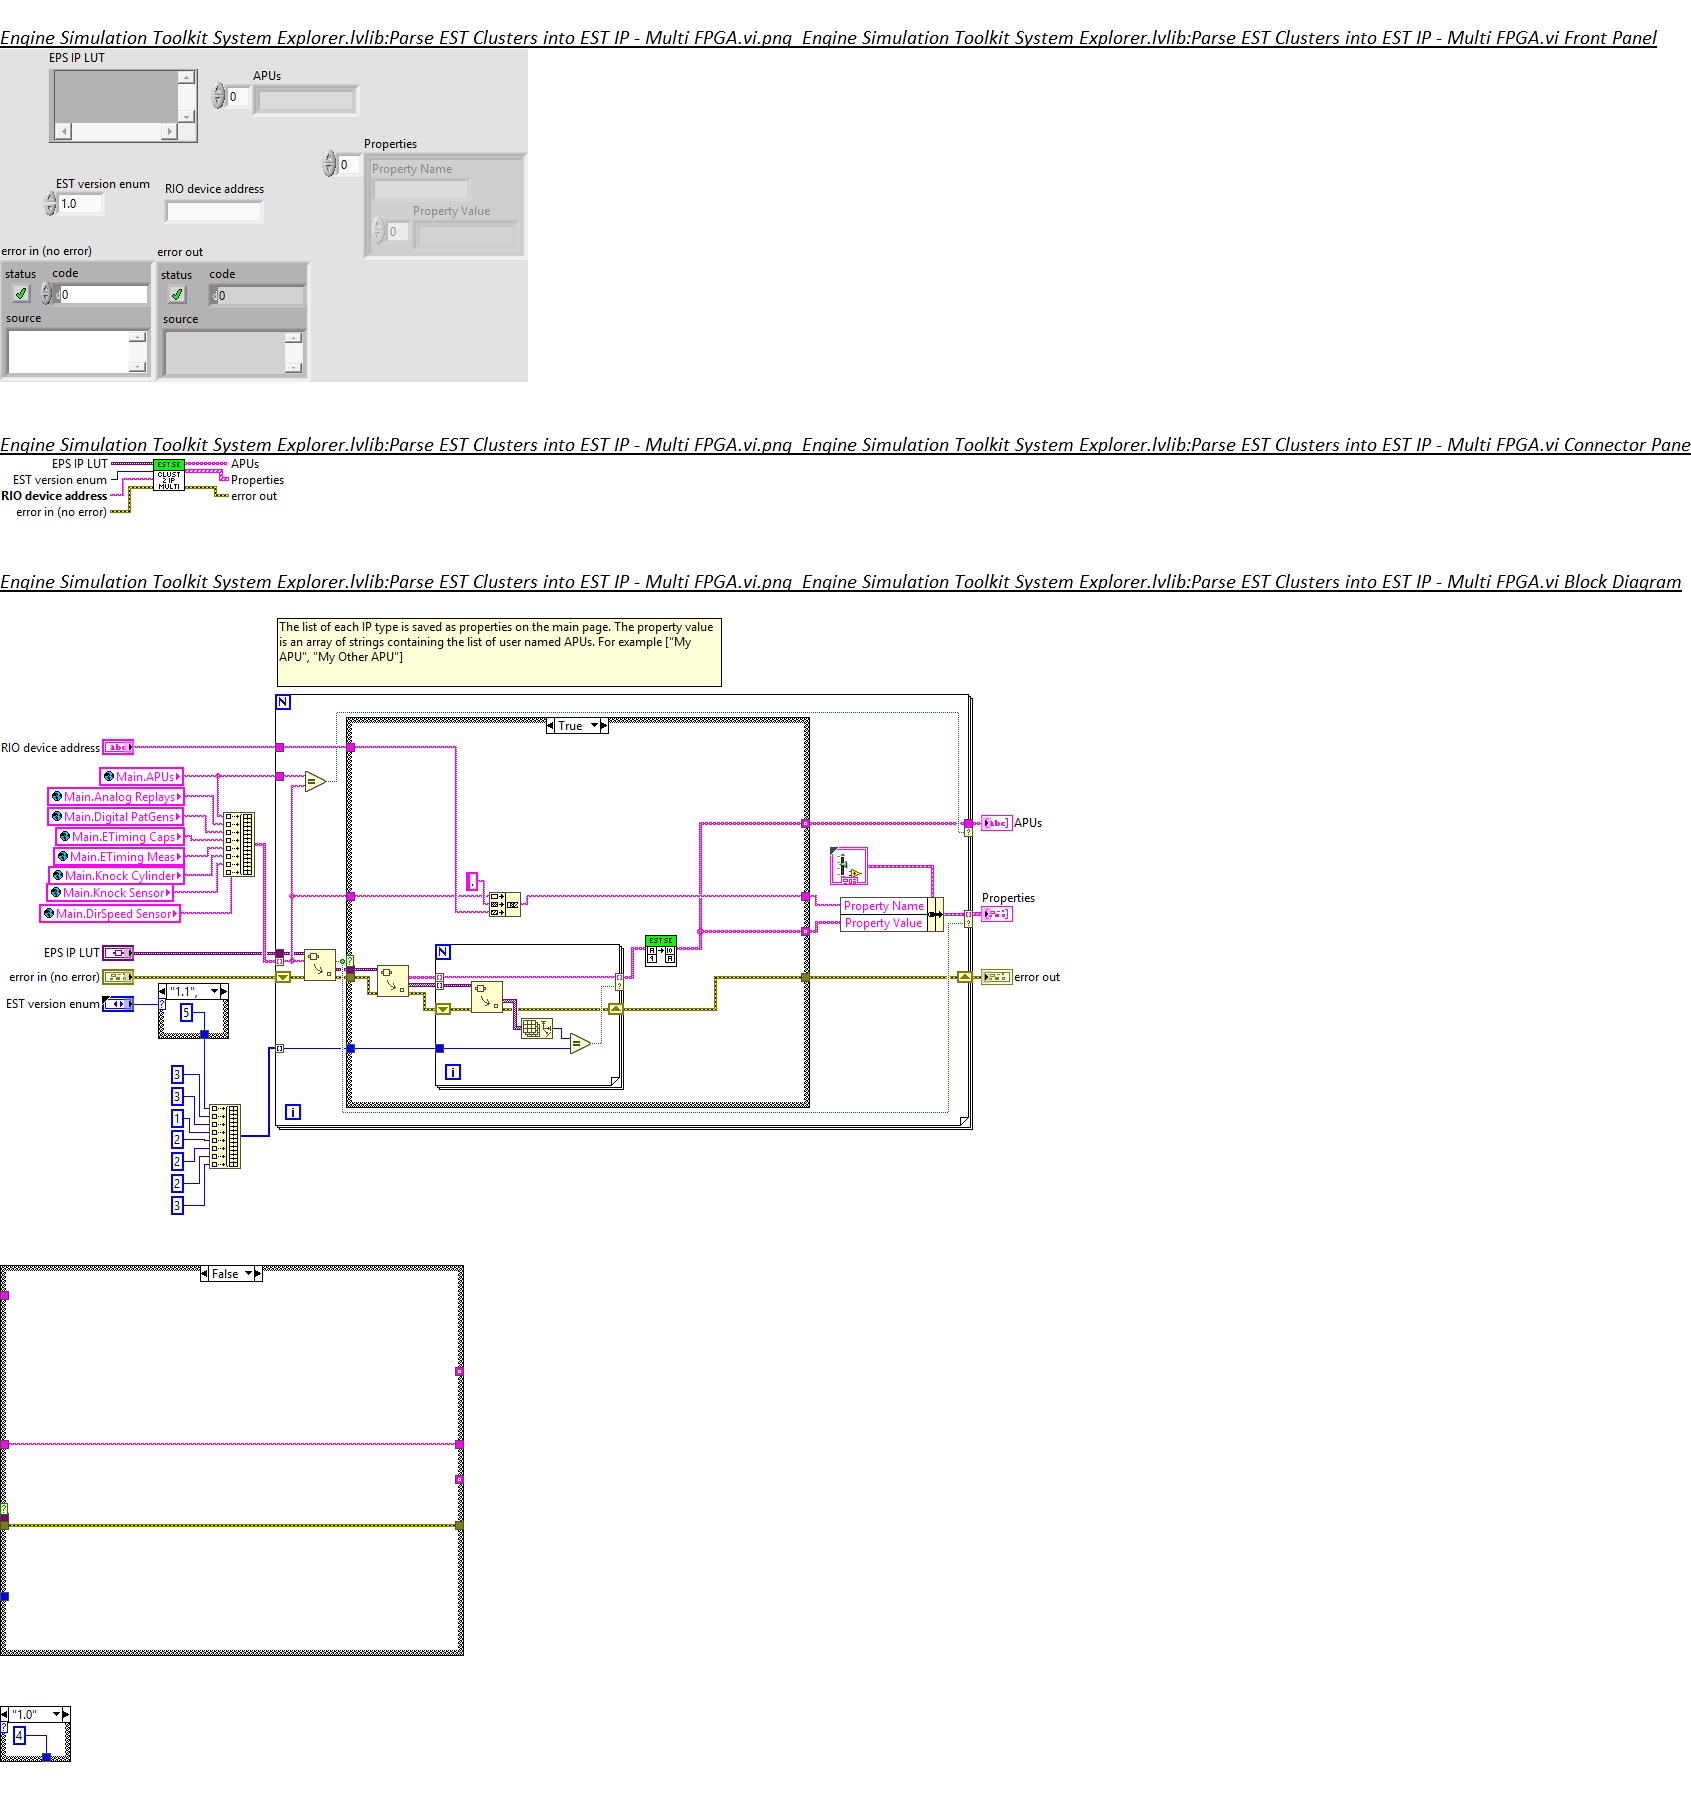 Engine Simulation Toolkit System Explorer.lvlib:Parse EST Clusters into EST IP - Multi FPGA.vi.png  Engine Simulation Toolkit System Explorer.lvlib:Parse EST Clusters into EST IP - Multi FPGA.vi Front Panel
EPS IP LUT
APUs
0
Properties
0
Property Name
Property Value
0
EST version enum
1.0
RIO device address
error in (no error)
status
code
0
source
error out
status
code
0
source
Engine Simulation Toolkit System Explorer.lvlib:Parse EST Clusters into EST IP - Multi FPGA.vi.png  Engine Simulation Toolkit System Explorer.lvlib:Parse EST Clusters into EST IP - Multi FPGA.vi Connector Pane
EPS IP LUT
EST version enum
RIO device address
error in (no error)
EST SE
CLUST
2 IP
MULTI
APUs
Properties
error out
Engine Simulation Toolkit System Explorer.lvlib:Parse EST Clusters into EST IP - Multi FPGA.vi.png  Engine Simulation Toolkit System Explorer.lvlib:Parse EST Clusters into EST IP - Multi FPGA.vi Block Diagram
The list of each IP type is saved as properties on the main page. The property value
is an array of strings containing the list of user named APUs. For example ["My
APU", "My Other APU"]
N
True
RIO device address
abc
Main.APUs
Main.Analog Replays
Main.Digital PatGens
Main.ETiming Caps
Main.ETiming Meas
Main.Knock Cylinder
Main.Knock Sensor
Main.DirSpeed Sensor
EPS IP LUT
error in (no error)
EST version enum
"1.1",
5
3
3
1
2
2
2
3
=
.
N
=
i
i
EST SE
Property Name
Property Value
abc
APUs
Properties
error out
False
"1.0"
4